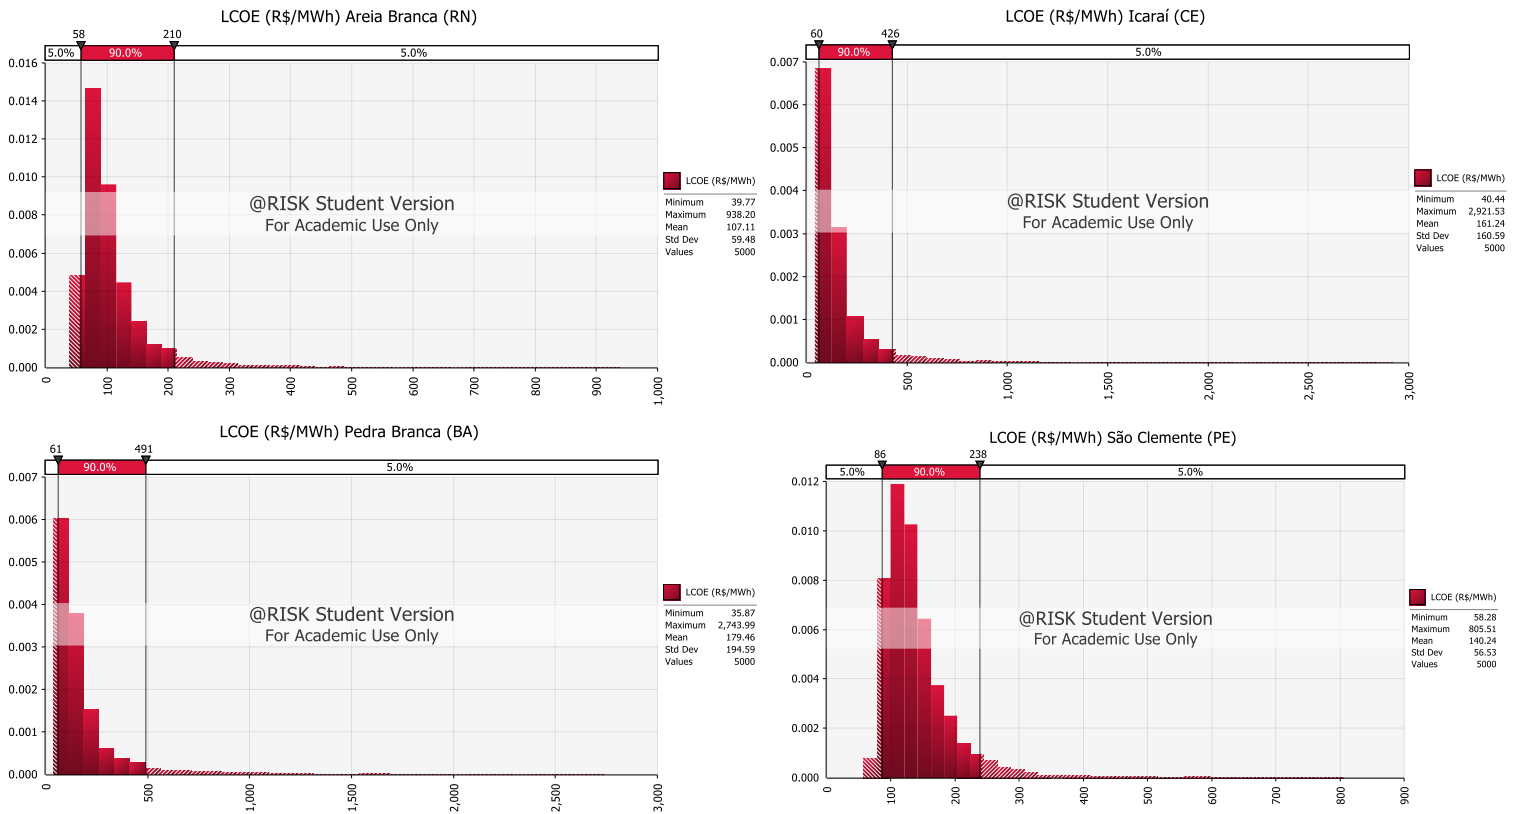 LCOE (R$/MWh) Areia Branca (RN)
58 210
5.0% 90.0% 5.0%
0.016
0.014
0.012
0.010
0.008
0.006
0.004
0.002
0.000
0 100 200 300 400 500 600 700 800 900 1,000
@RISK Student Version
For Academic Use Only
LCOE (R$/MWh)
Minimum 39.77
Maximum 938.20
Mean 107.11
Std Dev 59.48
Values 5000
LCOE (R$/MWh) Icaraí (CE)
60 426
90.0% 5.0%
0.007
0.006
0.005
0.004
0.003
0.002
0.001
0.000
0 500 1,000 1,500 2,000 2,500 3,000
@RISK Student Version
For Academic Use Only
LCOE (R$/MWh)
Minimum 40.44
Maximum 2,921.53
Mean 161.24
Std Dev 160.59
Values 5000
LCOE (R$/MWh) Pedra Branca (BA)
61 491
90.0% 5.0%
0.007
0.006
0.005
0.004
0.003
0.002
0.001
0.000
0 500 1,000 1,500 2,000 2,500 3,000
@RISK Student Version
For Academic Use Only
LCOE (R$/MWh)
Minimum 35.87
Maximum 2,743.99
Mean 179.46
Std Dev 194.59
Values 5000
LCOE (R$/MWh) São Clemente (PE)
86 238
5.0% 90.0% 5.0%
0.012
0.010
0.008
0.006
0.004
0.002
0.000
0 100 200 300 400 500 600 700 800 900
@RISK Student Version
For Academic Use Only
LCOE (R$/MWh)
Minimum 58.28
Maximum 805.51
Mean 140.24
Std Dev 56.53
Values 5000